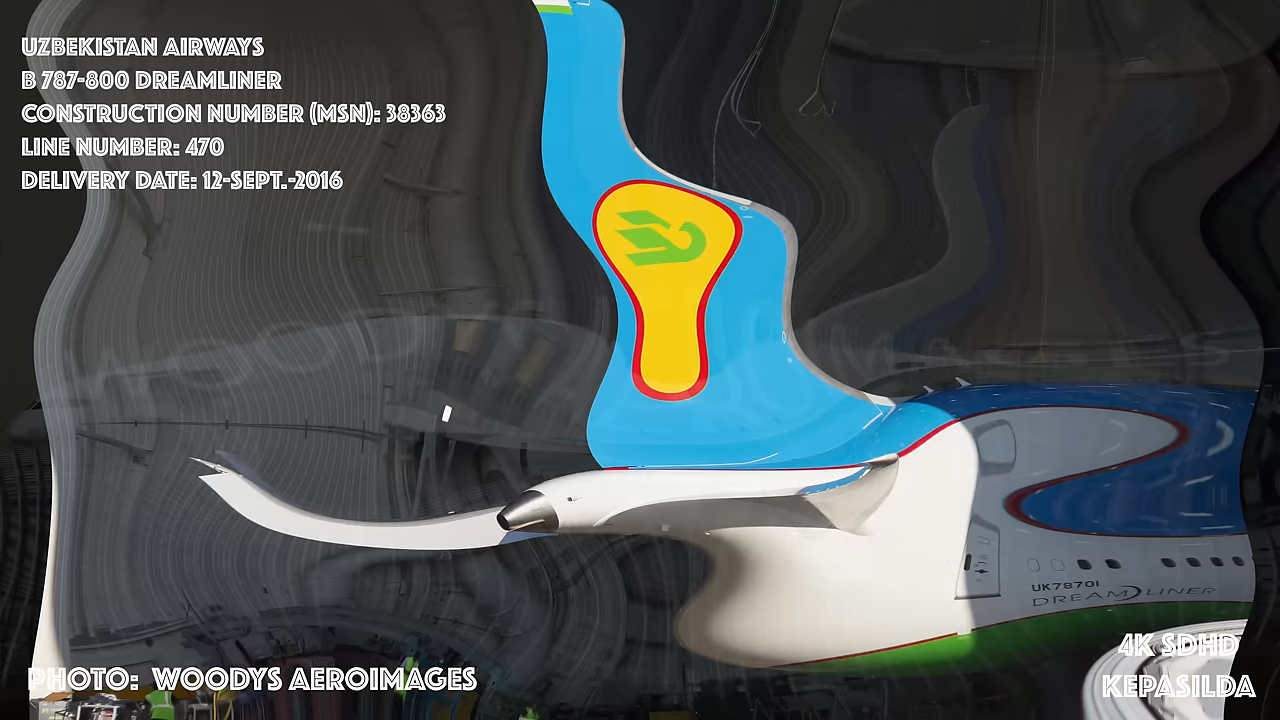 UZBEKISTAN AIRWAYS
B 787-800 DREAMLINER
CONSTRUCTION NUMBER (MSN): 38363
LINE NUMBER: 470
DELIVERY DATE: 12-SEPT.-2016
UK78701
DREAMLINER
PHOTO: WOODYS AEROIMAGES
4K SDHD
KEPASILDA